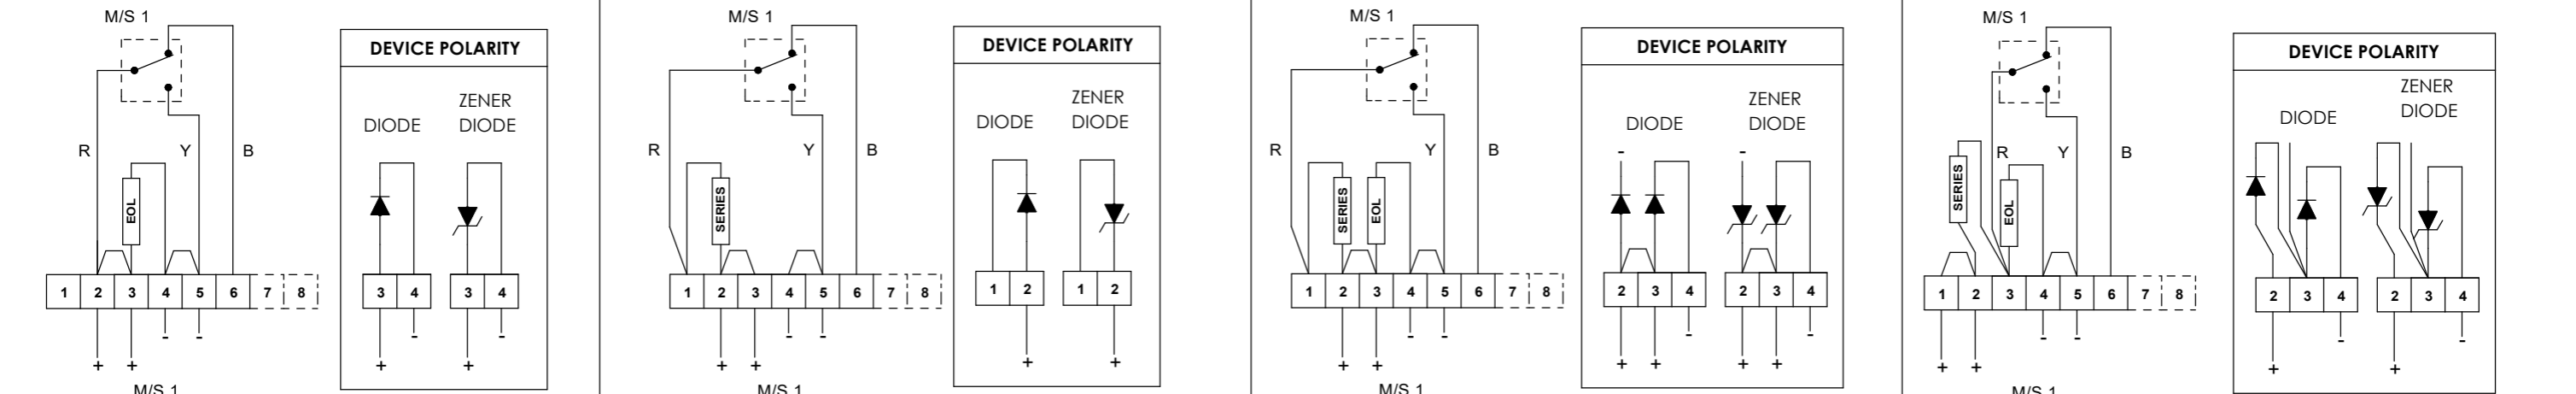 M/S 1
R
EOL
Y
B
1 2 3 4 5 6 7 8
- -
+ +
M/S 1
DEVICE POLARITY
DIODE
ZENER
DIODE
3 4
3 4
- -
+ +
M/S 1
R
SERIES
Y
B
1 2 3 4 5 6 7 8
- -
+ +
M/S 1
DEVICE POLARITY
DIODE
ZENER
DIODE
1 2
1 2
+ +
M/S 1
R
SERIES
EOL
Y
B
1 2 3 4 5 6 7 8
- -
+ +
M/S 1
DEVICE POLARITY
DIODE
ZENER
DIODE
- -
2 3 4
2 3 4
- -
+ + + +
M/S 1
SERIES
R
EOL
Y
B
1 2 3 4 5 6 7 8
- -
+ +
M/S 1
DEVICE POLARITY
DIODE
ZENER
DIODE
2 3 4
2 3 4
- -
+ +